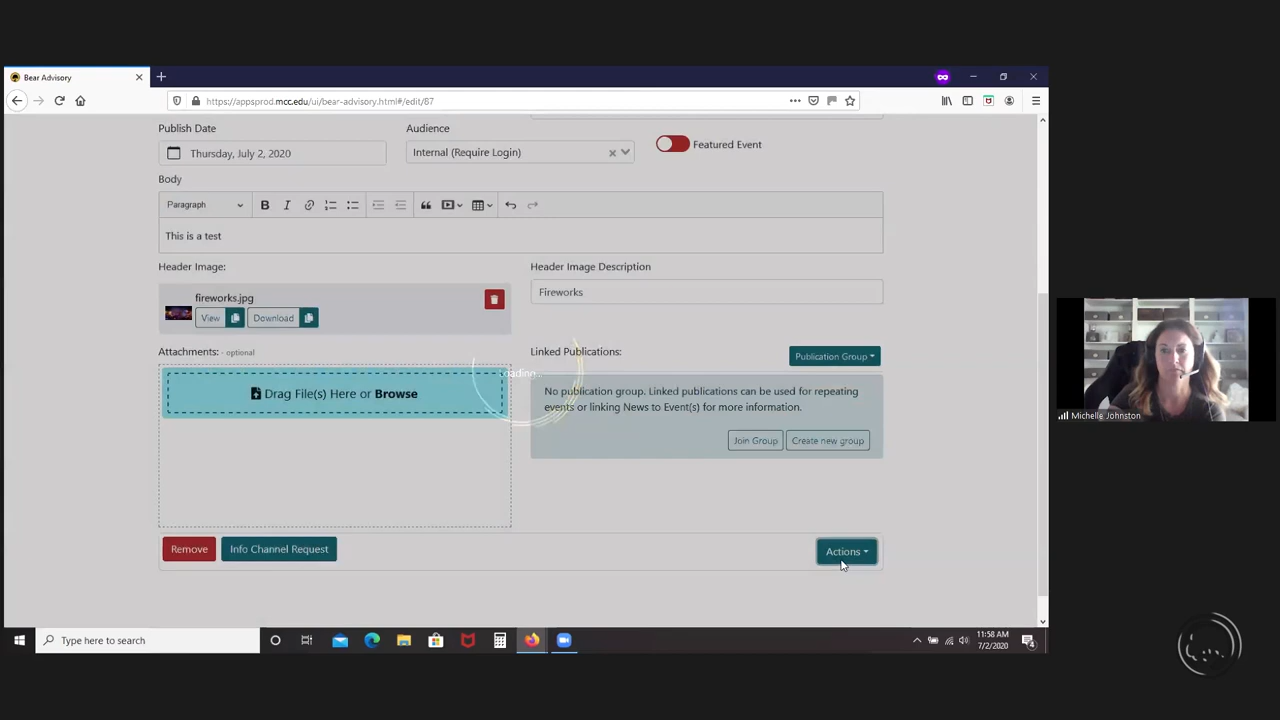 Bear Advisory
https://appsprod.mcc.edu/ui/bear-advisory.html#/edit/87
Publish Date
Audience
Thursday, July 2, 2020
Internal (Require Login)
Featured Event
Body
Paragraph
This is a test
Header Image:
Header Image Description
fireworks.jpg
View
Download
Fireworks
Attachments: - optional
Linked Publications:
Publication Group
Loading...
Drag File(s) Here or Browse
No publication group. Linked publications can be used for repeating
events or linking News to Event(s) for more information.
Join Group
Create new group
Remove
Info Channel Request
Actions
Michelle Johnston
Type here to search
11:58 AM
7/2/2020
4